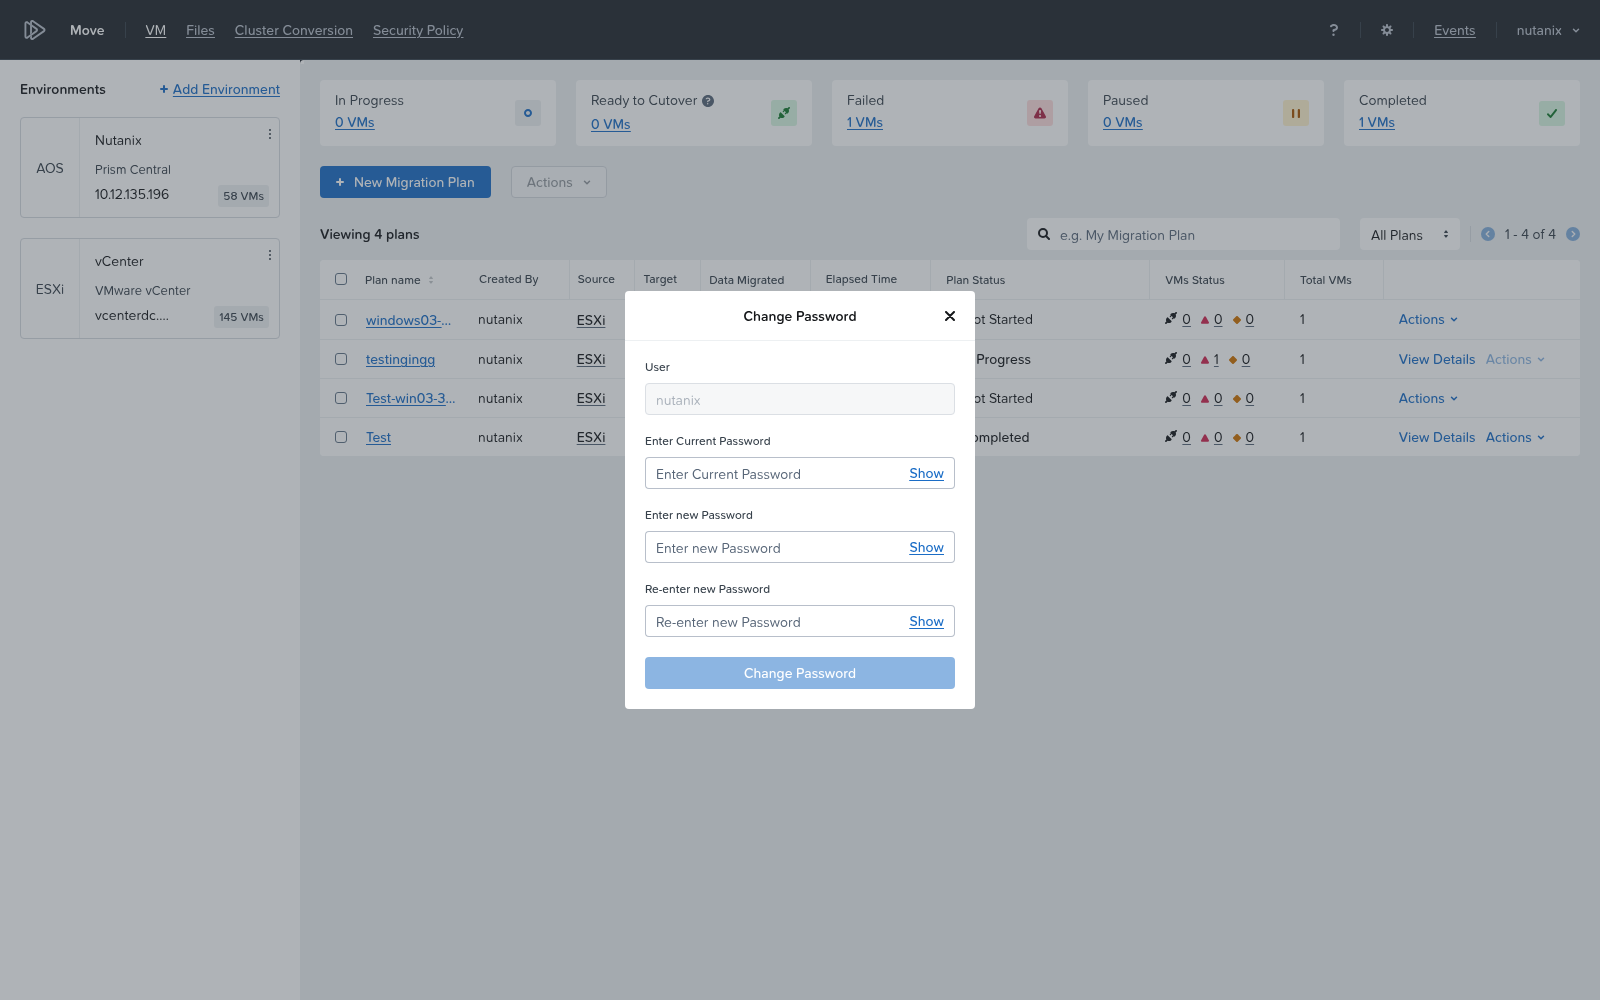 Move VM Files Cluster Conversion Security Policy ? Events nutanix
Environments + Add Environment
AOS
Nutanix
Prism Central
10.12.135.196 58 VMs
ESXi
vCenter
VMware vCenter
vcenterdc.... 145 VMs
In Progress
0 VMs
Ready to Cutover ?
0 VMs
Failed
1 VMs
Paused
0 VMs
Completed
1 VMs
+ New Migration Plan Actions
Viewing 4 plans e.g. My Migration Plan All Plans 1 - 4 of 4
Plan name Created By Source Target Data Migrated Elapsed Time Plan Status VMs Status Total VMs
windows03-... nutanix ESXi ot Started 0 0 0 1 Actions
testingingg nutanix ESXi Progress 0 1 0 1 View Details Actions
Test-win03-3... nutanix ESXi ot Started 0 0 0 1 Actions
Test nutanix ESXi ompleted 0 0 0 1 View Details Actions
Change Password
User
nutanix
Enter Current Password
Enter Current Password Show
Enter new Password
Enter new Password Show
Re-enter new Password
Re-enter new Password Show
Change Password